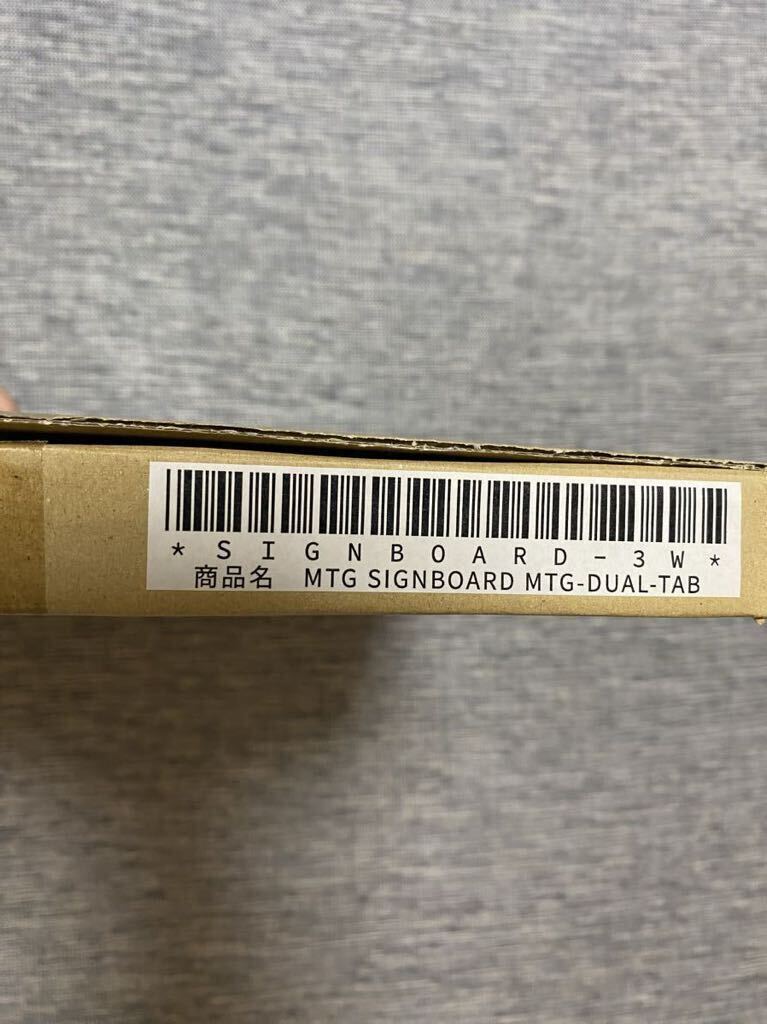 *SIGNBOARD-3W*
商品名 MTG SIGNBOARD MTG-DUAL-TAB